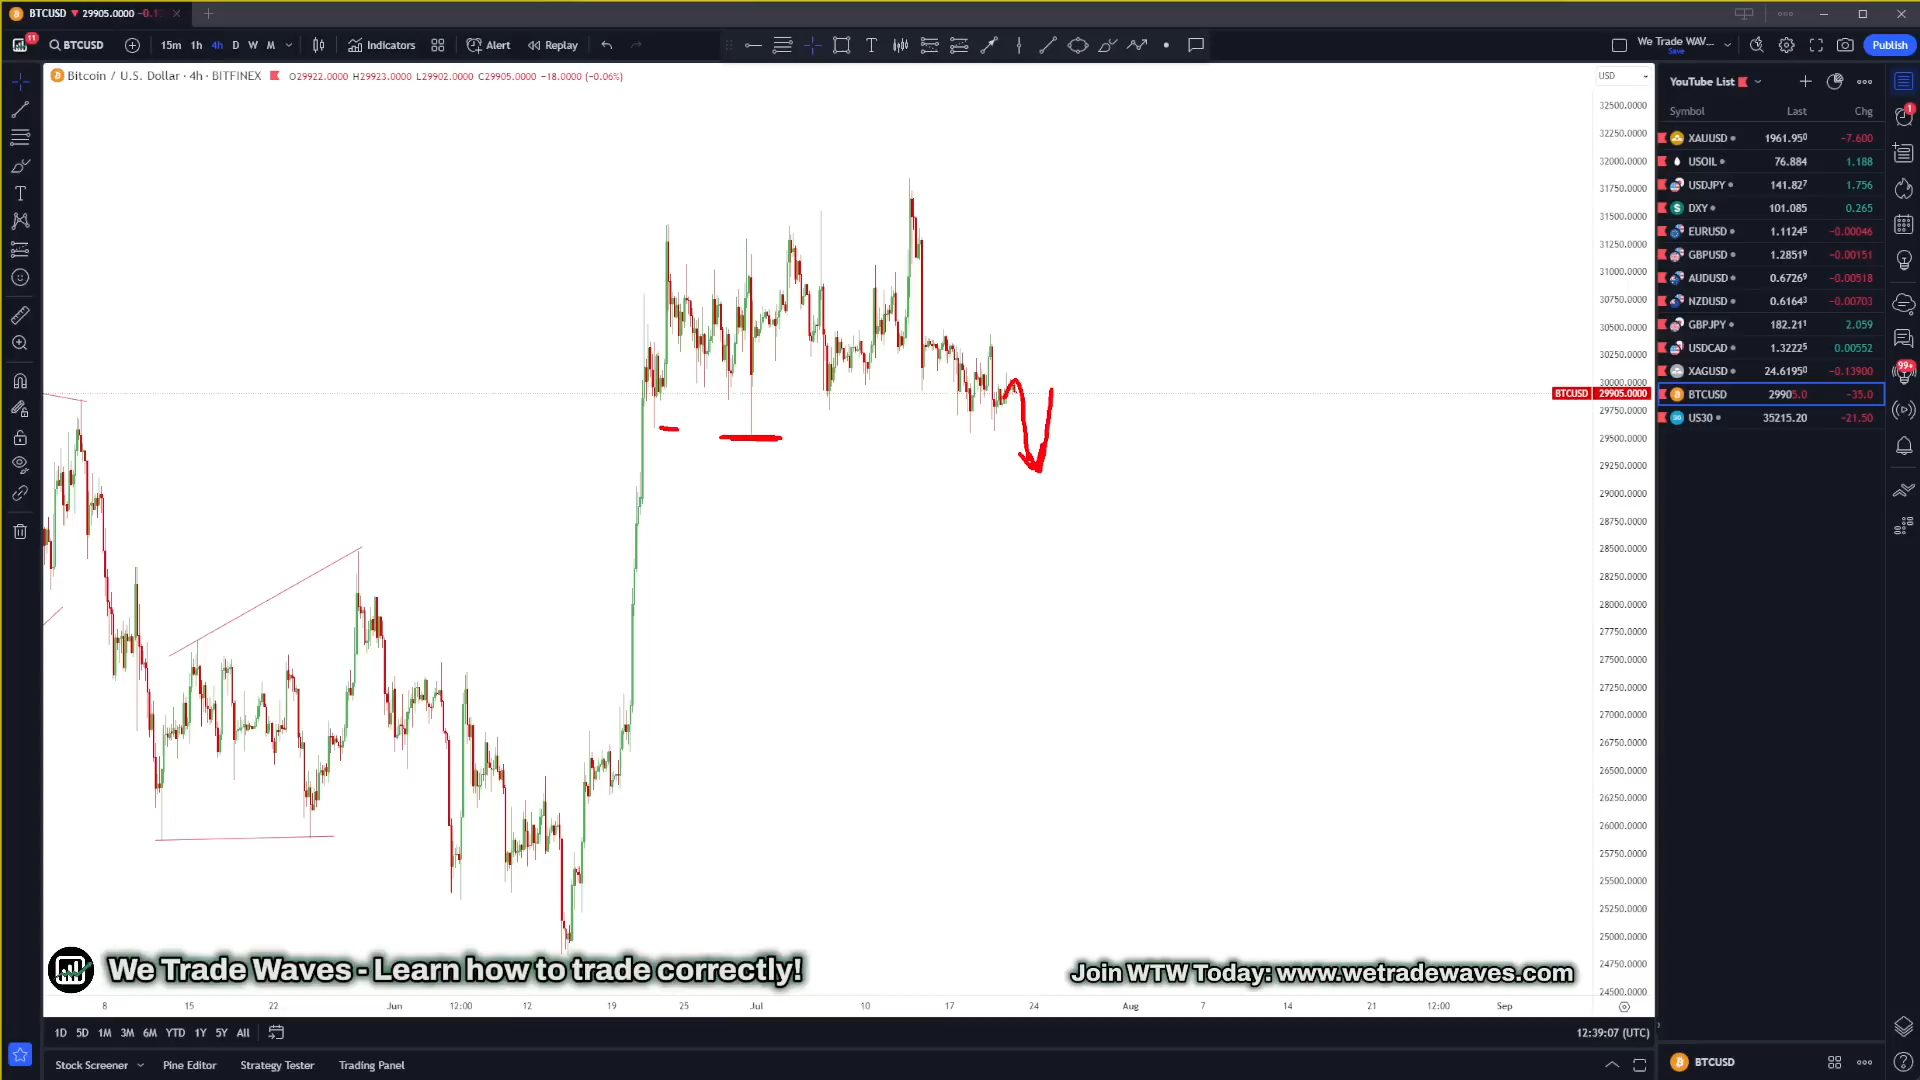 BTCUSD ▼ 29905.0000 -0.1
11
BTCUSD
15m 1h 4h D W M
Indicators
Alert
Replay
We Trade WAV...
Save
Publish
Bitcoin / U.S. Dollar · 4h · BITFINEX O29922.0000 H29923.0000 L29902.0000 C29905.0000 −18.0000 (−0.06%)
USD
32500.0000
32250.0000
32000.0000
31750.0000
31500.0000
31250.0000
31000.0000
30750.0000
30500.0000
30250.0000
30000.0000
BTCUSD 29905.0000
29750.0000
29500.0000
29250.0000
29000.0000
28750.0000
28500.0000
28250.0000
28000.0000
27750.0000
27500.0000
27250.0000
27000.0000
26750.0000
26500.0000
26250.0000
26000.0000
25750.0000
25500.0000
25250.0000
25000.0000
24750.0000
24500.0000
YouTube List
Symbol Last Chg
XAUUSD 1961.950 −7.600
USOIL 76.884 1.188
USDJPY 141.827 1.756
DXY 101.085 0.265
EURUSD 1.11245 −0.00046
GBPUSD 1.28519 −0.00151
AUDUSD 0.67269 −0.00518
NZDUSD 0.61643 −0.00703
GBPJPY 182.211 2.059
USDCAD 1.32225 0.00552
XAGUSD 24.61950 −0.13900
BTCUSD 29905.0 −35.0
US30 35215.20 −21.50
1
99+
We Trade Waves - Learn how to trade correctly!
Join WTW Today: www.wetradewaves.com
8 15 22 Jun 12:00 12 19 25 Jul 10 17 24 Aug 7 14 21 12:00 Sep
1D 5D 1M 3M 6M YTD 1Y 5Y All
12:39:07 (UTC)
Stock Screener Pine Editor Strategy Tester Trading Panel
BTCUSD